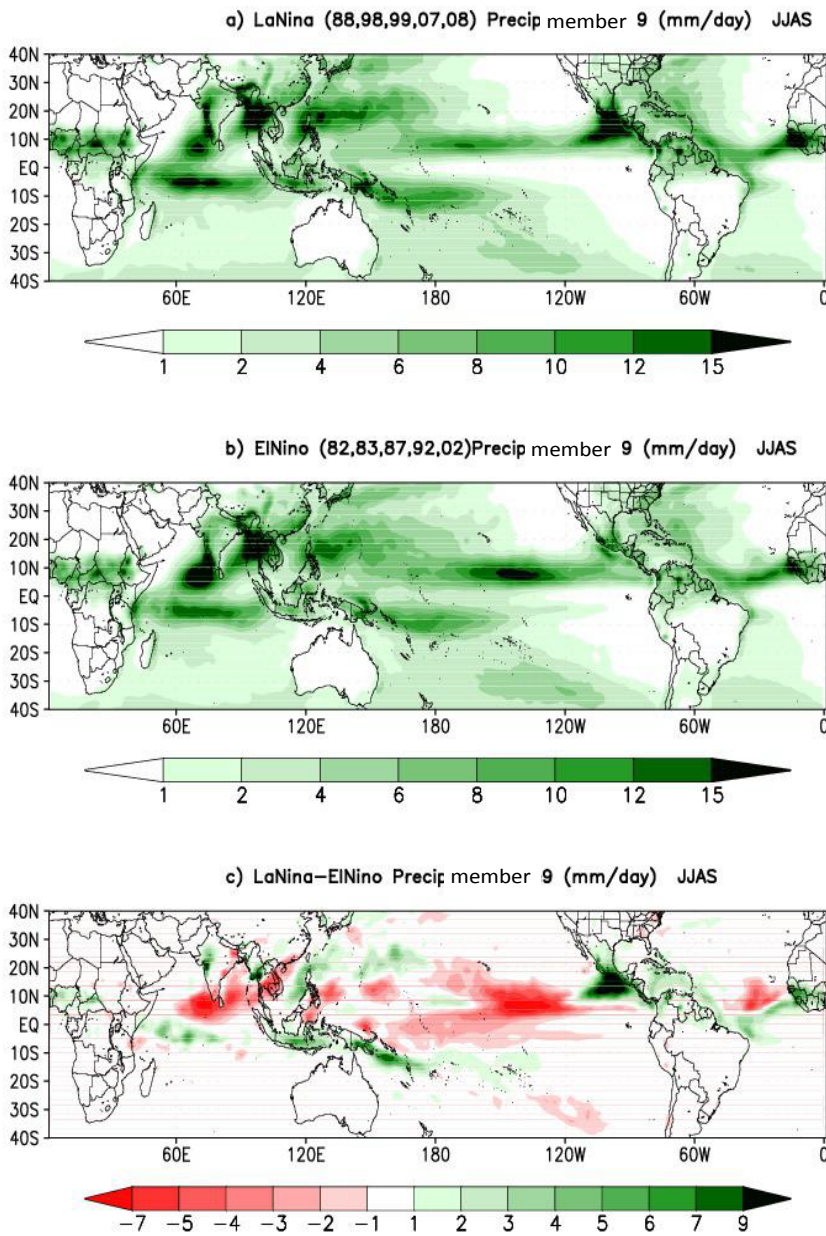 a) LaNina (88,98,99,07,08) Precip member 9 (mm/day) JJAS
40N
30N
20N
10N
EQ
10S
20S
30S
40S
60E 120E 180 120W 60W 0
1 2 4 6 8 10 12 15
b) ElNino (82,83,87,92,02)Precip member 9 (mm/day) JJAS
40N
30N
20N
10N
EQ
10S
20S
30S
40S
60E 120E 180 120W 60W 0
1 2 4 6 8 10 12 15
c) LaNina–ElNino Precip member 9 (mm/day) JJAS
40N
30N
20N
10N
EQ
10S
20S
30S
40S
60E 120E 180 120W 60W 0
−7 −5 −4 −3 −2 −1 1 2 3 4 5 6 7 9